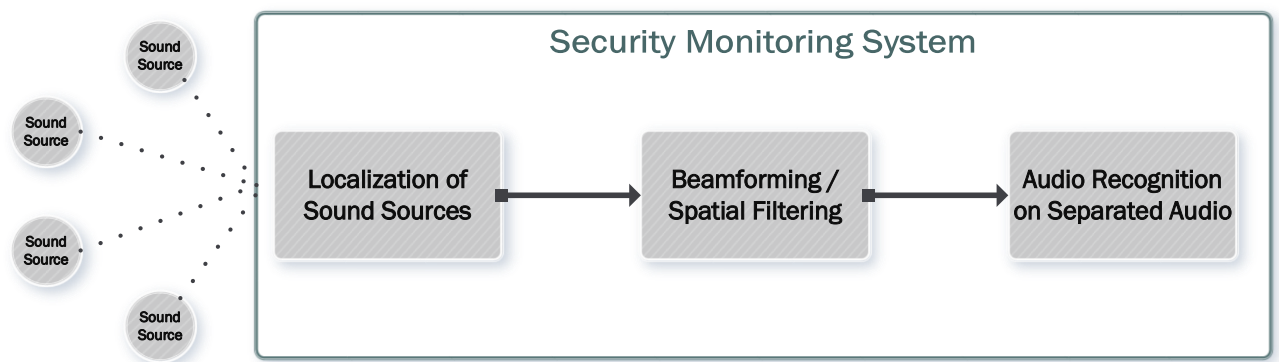 Security Monitoring System
Sound
Source
Sound
Source
Sound
Source
Sound
Source
Localization of
Sound Sources
Beamforming /
Spatial Filtering
Audio Recognition
on Separated Audio